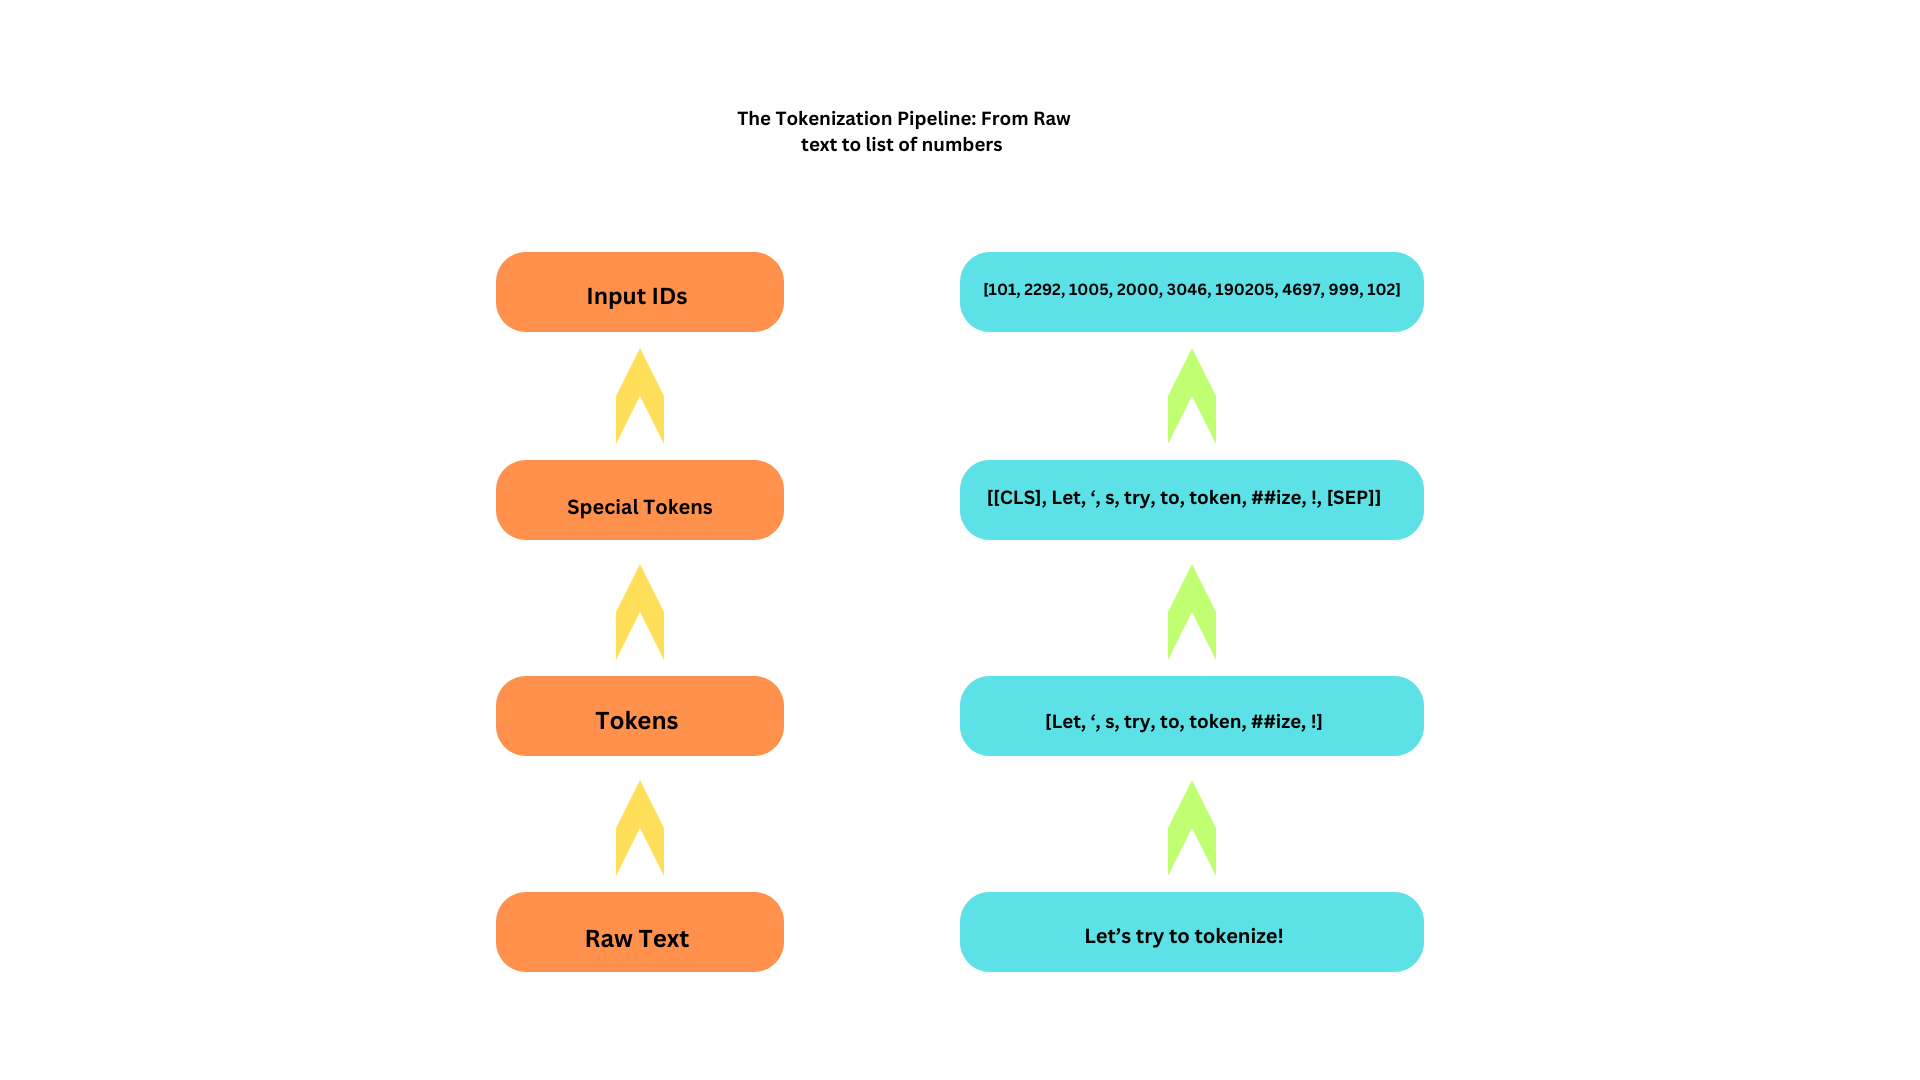 The Tokenization Pipeline: From Raw
text to list of numbers
Input IDs
[101, 2292, 1005, 2000, 3046, 190205, 4697, 999, 102]
Special Tokens
[[CLS], Let, ‘, s, try, to, token, ##ize, !, [SEP]]
Tokens
[Let, ‘, s, try, to, token, ##ize, !]
Raw Text
Let’s try to tokenize!